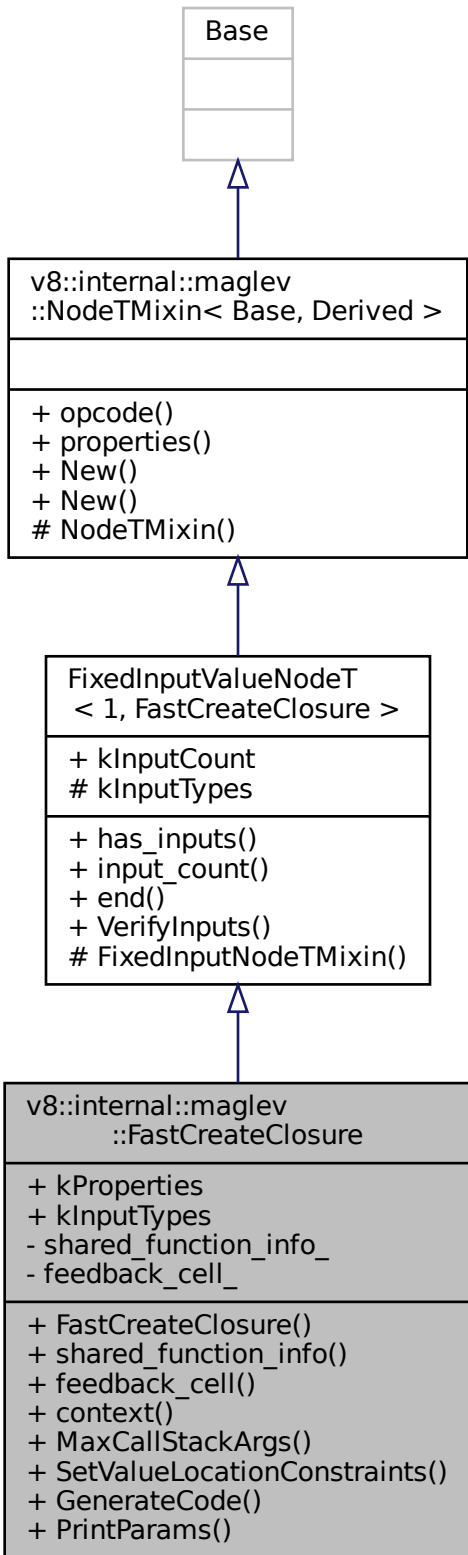 Base
v8::internal::maglev
::NodeTMixin< Base, Derived >
+ opcode()
+ properties()
+ New()
+ New()
# NodeTMixin()
FixedInputValueNodeT
< 1, FastCreateClosure >
+ kInputCount
# kInputTypes
+ has_inputs()
+ input_count()
+ end()
+ VerifyInputs()
# FixedInputNodeTMixin()
v8::internal::maglev
::FastCreateClosure
+ kProperties
+ kInputTypes
- shared_function_info_
- feedback_cell_
+ FastCreateClosure()
+ shared_function_info()
+ feedback_cell()
+ context()
+ MaxCallStackArgs()
+ SetValueLocationConstraints()
+ GenerateCode()
+ PrintParams()